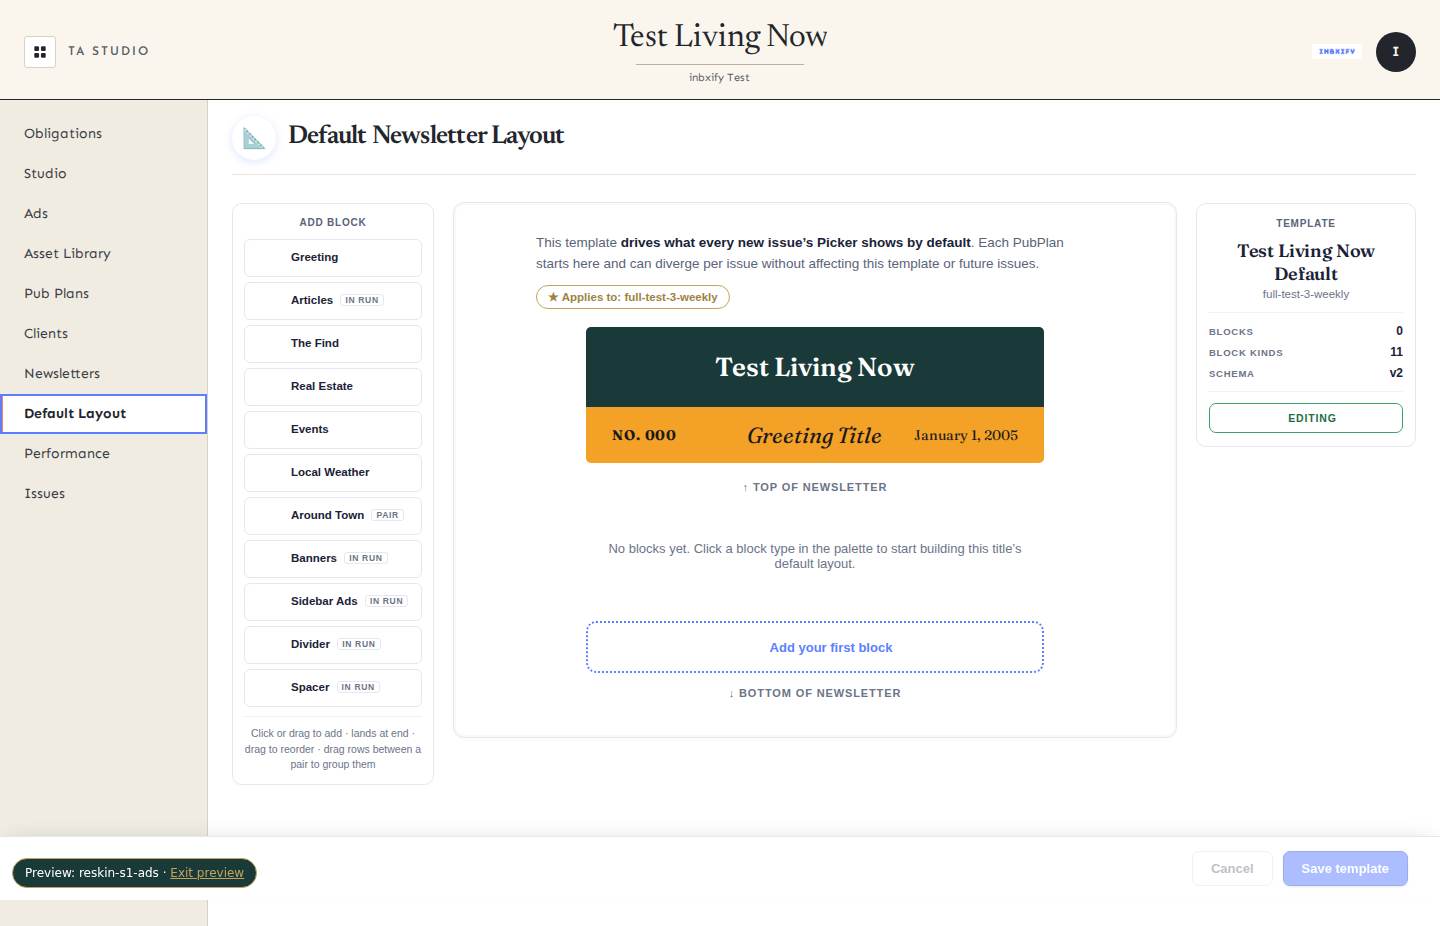 TA STUDIO
Test Living Now
inbxify Test
INBXIFY
I
Obligations
Studio
Ads
Asset Library
Pub Plans
Clients
Newsletters
Default Layout
Performance
Issues
Default Newsletter Layout
ADD BLOCK
Greeting
Articles IN RUN
The Find
Real Estate
Events
Local Weather
Around Town PAIR
Banners IN RUN
Sidebar Ads IN RUN
Divider IN RUN
Spacer IN RUN
Click or drag to add · lands at end ·
drag to reorder · drag rows between a
pair to group them
This template drives what every new issue’s Picker shows by default. Each PubPlan
starts here and can diverge per issue without affecting this template or future issues.
★ Applies to: full-test-3-weekly
Test Living Now
NO. 000 Greeting Title January 1, 2005
↑ TOP OF NEWSLETTER
No blocks yet. Click a block type in the palette to start building this title’s
default layout.
Add your first block
↓ BOTTOM OF NEWSLETTER
TEMPLATE
Test Living Now
Default
full-test-3-weekly
BLOCKS 0
BLOCK KINDS 11
SCHEMA v2
EDITING
Preview: reskin-s1-ads · Exit preview
Cancel
Save template